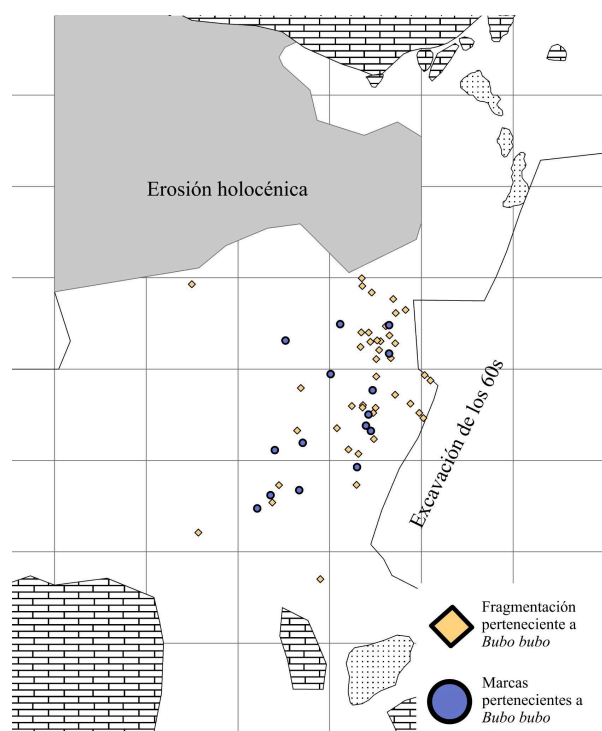 Erosión holocénica
Excavación de los 60s
Fragmentación
perteneciente a
Bubo bubo
Marcas
pertenecientes a
Bubo bubo